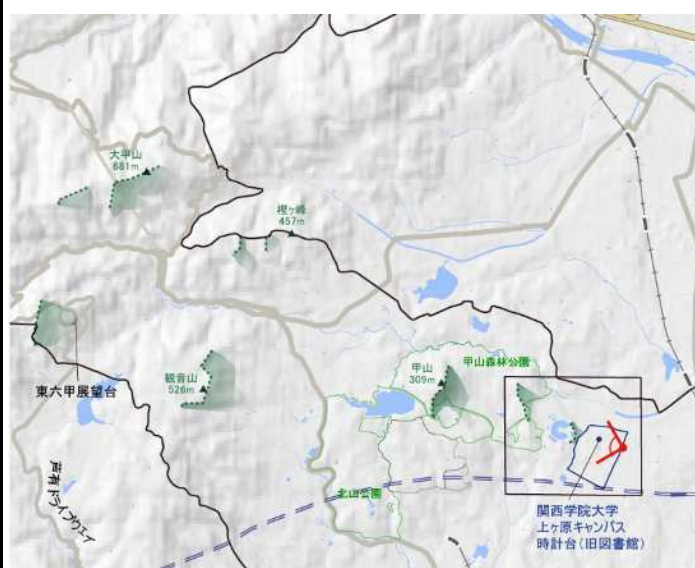 大平山
681m
樫ヶ峰
457m
甲山森林公園
甲山
309m
観音山
526m
東六甲展望台
芦有ドライブウェイ
北山公園
関西学院大学
上ヶ原キャンパス
時計台(旧図書館)